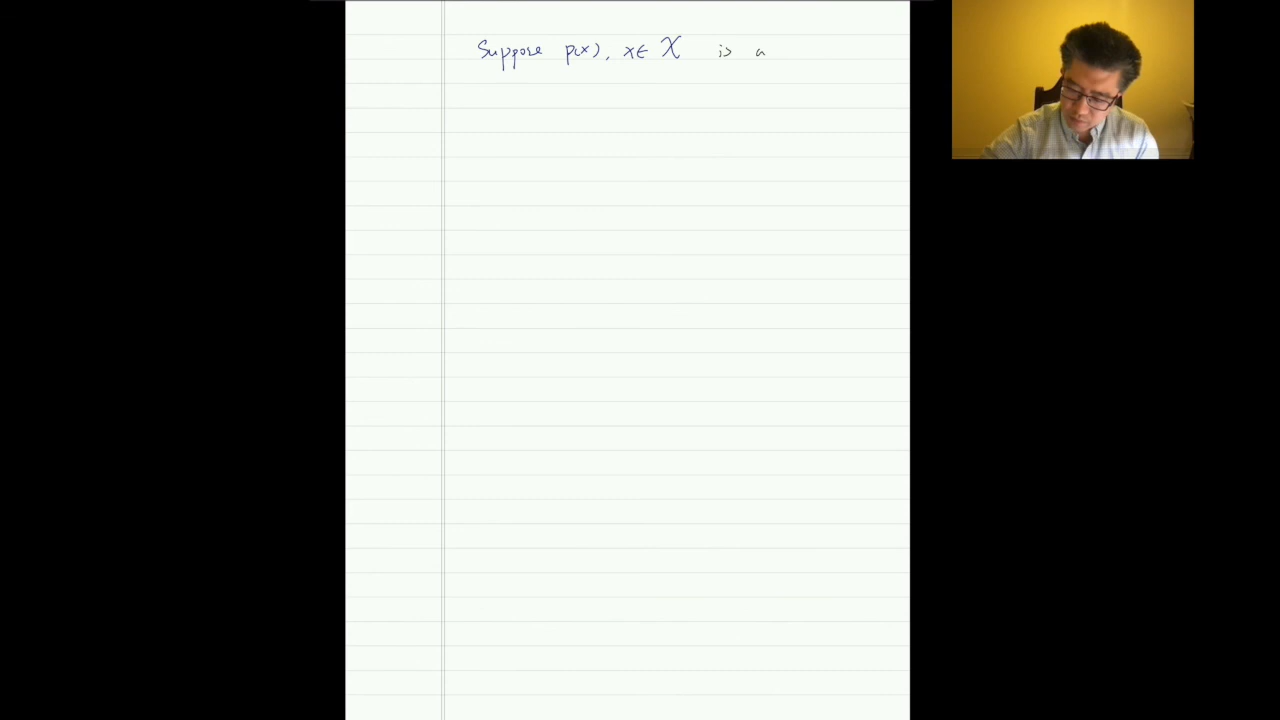 Suppose p(x), x ∈ 𝒳 is a